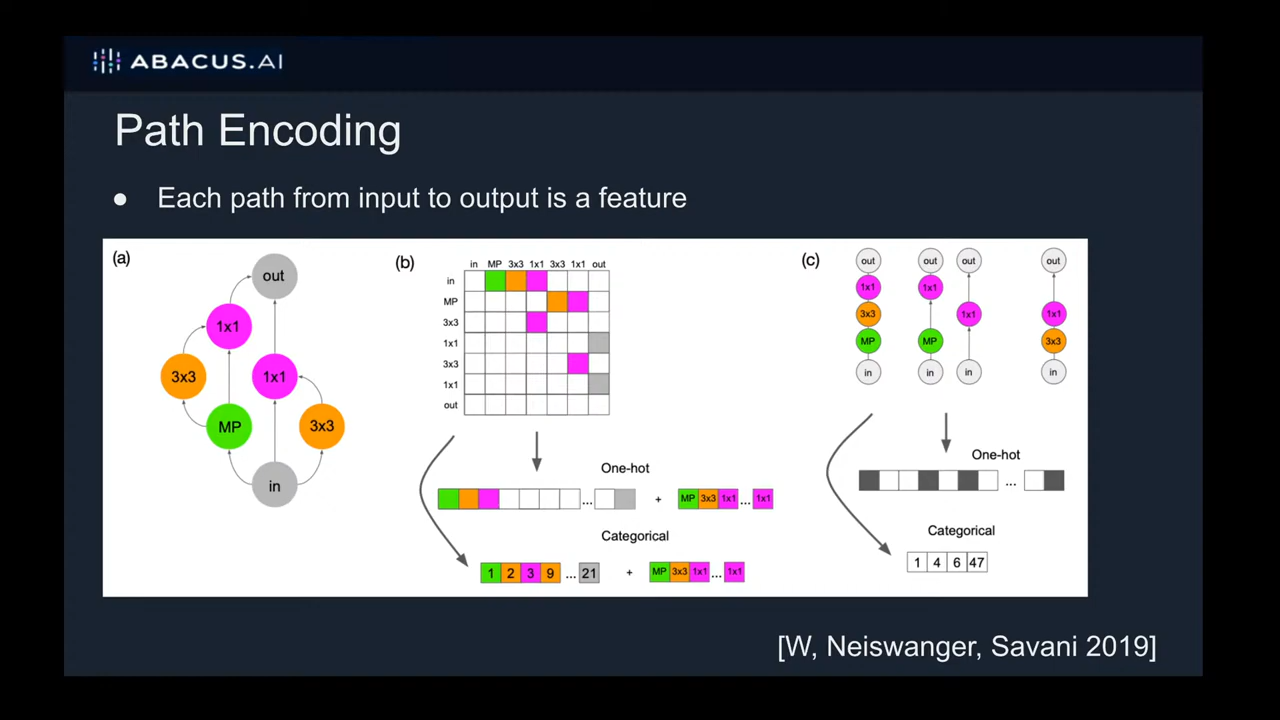 ABACUS.AI
Path Encoding
● Each path from input to output is a feature
(a)
out
1x1
3x3 1x1
MP 3x3
in
(b)
in MP 3x3 1x1 3x3 1x1 out
in
MP
3x3
1x1
3x3
1x1
out
One-hot
... + MP 3x3 1x1 ... 1x1
Categorical
1 2 3 9 ... 21 + MP 3x3 1x1 ... 1x1
(c)
out out out out
1x1 1x1
3x3 1x1 1x1
MP MP 3x3
in in in in
One-hot
...
Categorical
1 4 6 47
[W, Neiswanger, Savani 2019]